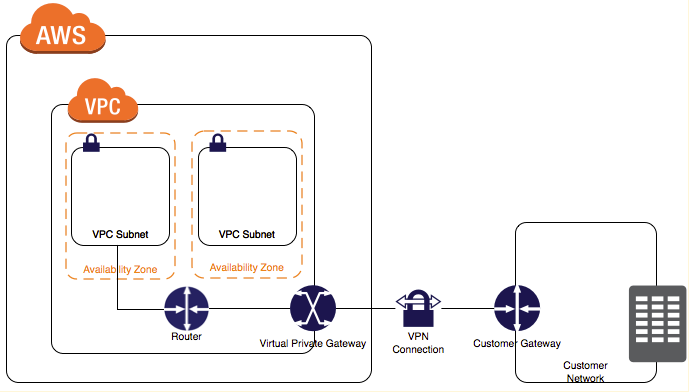 AWS
VPC
VPC Subnet
VPC Subnet
Availability Zone
Availability Zone
Router
Virtual Private Gateway
VPN
Connection
Customer Gateway
Customer
Network